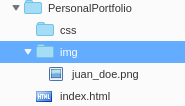 PersonalPortfolio
css
img
juan_doe.png
index.html